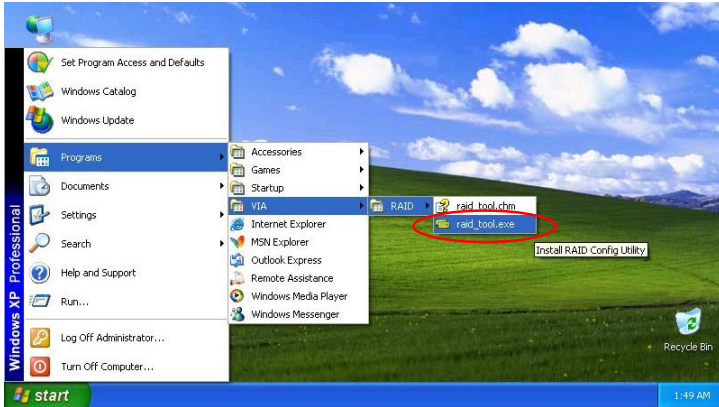 Set Program Access and Defaults
Windows Catalog
Windows Update
Programs
Documents
Settings
Search
Help and Support
Run...
Log Off Administrator...
Turn Off Computer...
Windows XP Professional
Accessories
Games
Startup
VIA
Internet Explorer
MSN Explorer
Outlook Express
Remote Assistance
Windows Media Player
Windows Messenger
RAID
raid_tool.chm
raid_tool.exe
Install RAID Config Utility
Recycle Bin
start
1:49 AM